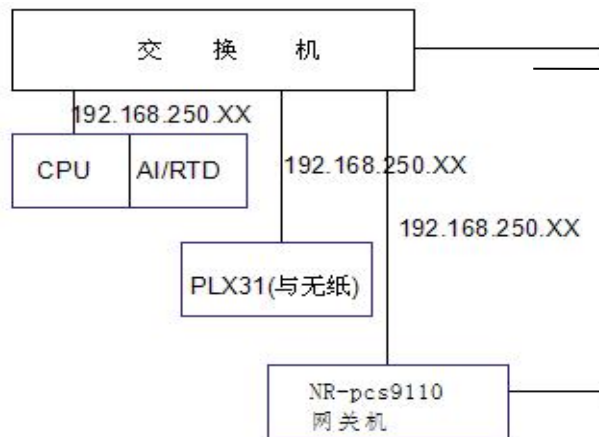 交 换 机
192.168.250.XX
CPU AI/RTD
192.168.250.XX
192.168.250.XX
PLX31(与无纸)
NR-pcs9110
网关机